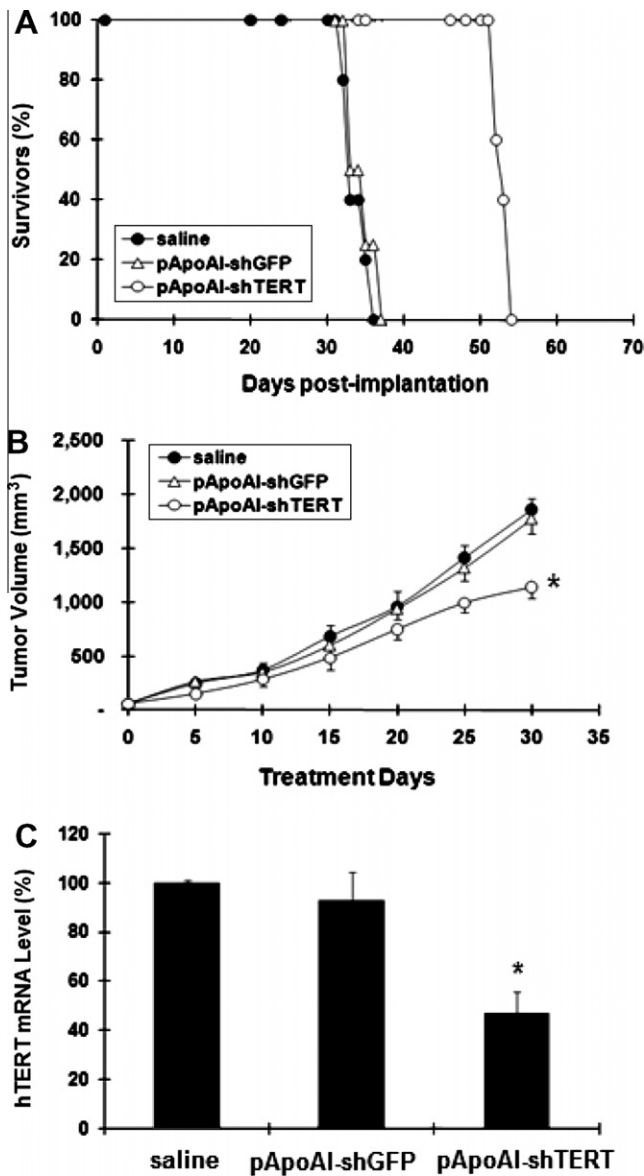 A
Survivors (%)
100
80
60
40
20
0
saline
pApoAI-shGFP
pApoAI-shTERT
0 10 20 30 40 50 60 70
Days post-implantation
B
Tumor Volume (mm³)
2,500
2,000
1,500
1,000
500
-
saline
pApoAI-shGFP
pApoAI-shTERT
*
0 5 10 15 20 25 30 35
Treatment Days
C
hTERT mRNA Level (%)
120
100
80
60
40
20
0
*
saline pApoAI-shGFP pApoAI-shTERT